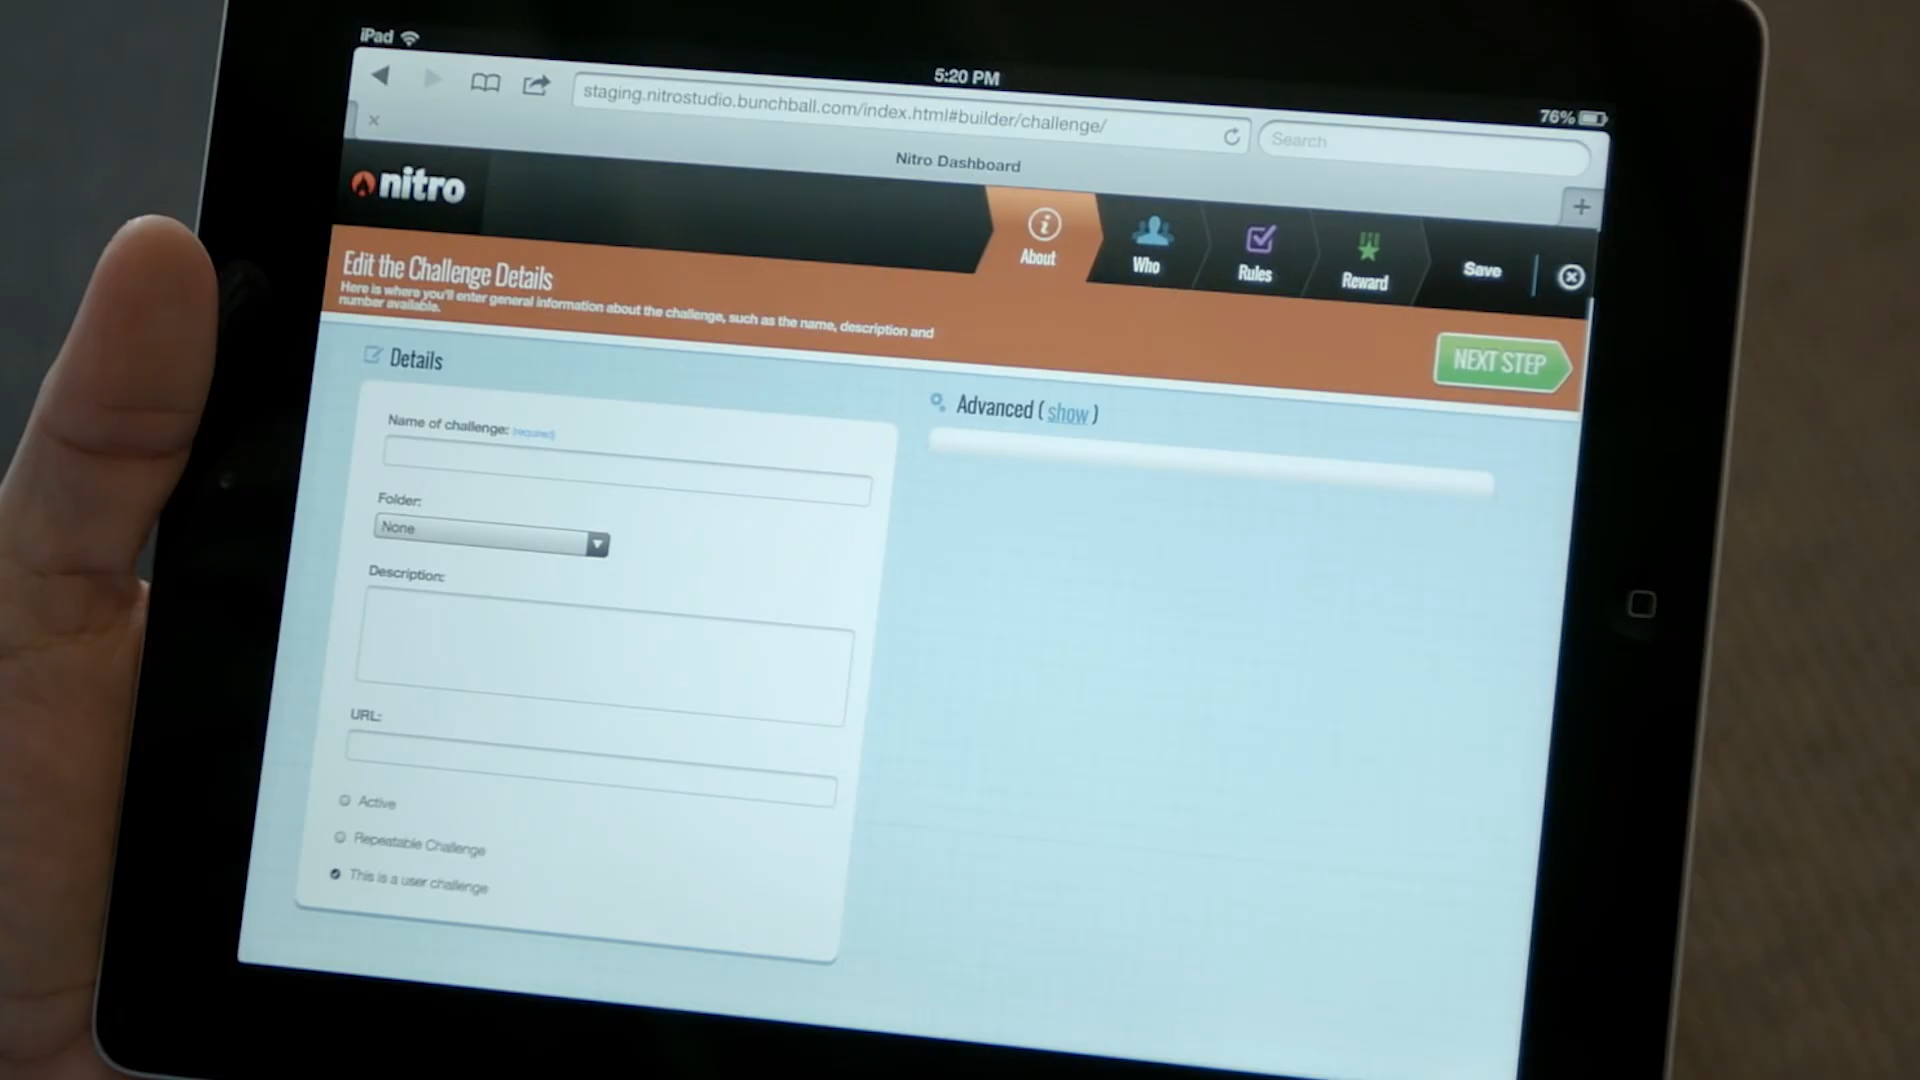 iPad
5:20 PM
76%
staging.nitrostudio.bunchball.com/index.html#builder/challenge/
Search
Nitro Dashboard
nitro
About
Who
Rules
Reward
Save
Edit the Challenge Details
Here is where you'll enter general information about the challenge, such as the name, description and
number available.
NEXT STEP
Details
Name of challenge: (required)
Folder:
None
Description:
URL:
Active
Repeatable Challenge
This is a user challenge
Advanced ( show )